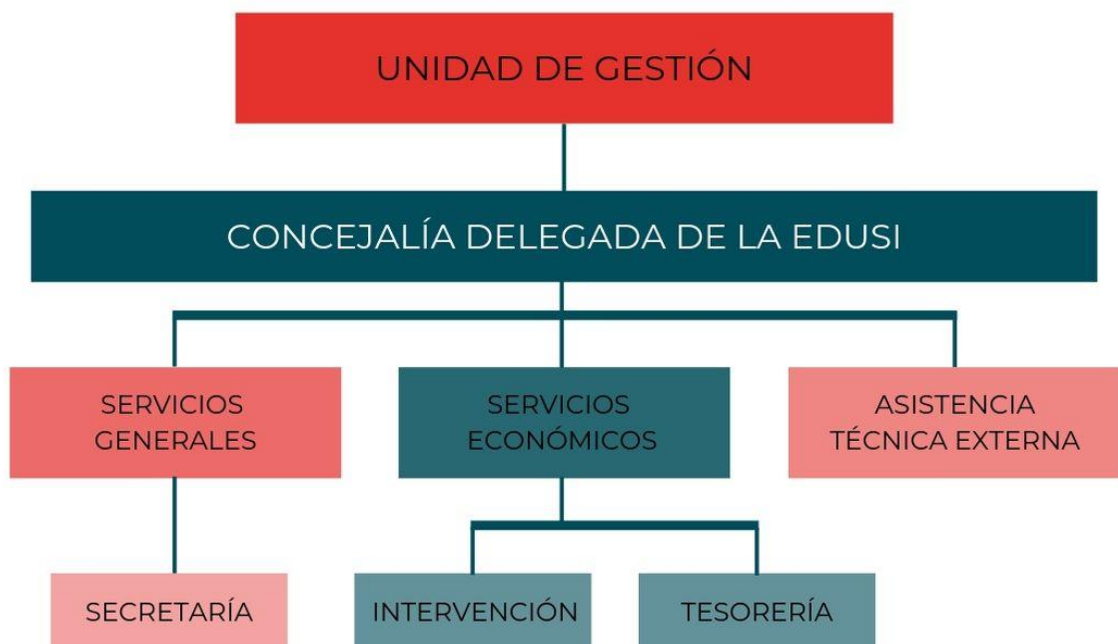 UNIDAD DE GESTIÓN
CONCEJALÍA DELEGADA DE LA EDUSI
SERVICIOS
GENERALES
SERVICIOS
ECONÓMICOS
ASISTENCIA
TÉCNICA EXTERNA
SECRETARÍA
INTERVENCIÓN
TESORERÍA